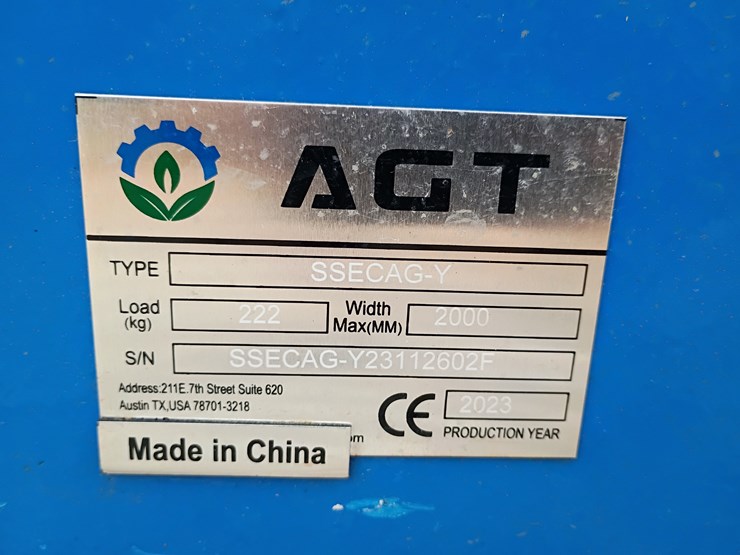 AGT
TYPE SSECAG-Y
Load (kg) 222 Width Max(MM) 2000
S/N SSECAG-Y23112602F
Address:211E.7th Street Suite 620
Austin TX,USA 78701-3218
CE 2023
PRODUCTION YEAR
Made in China